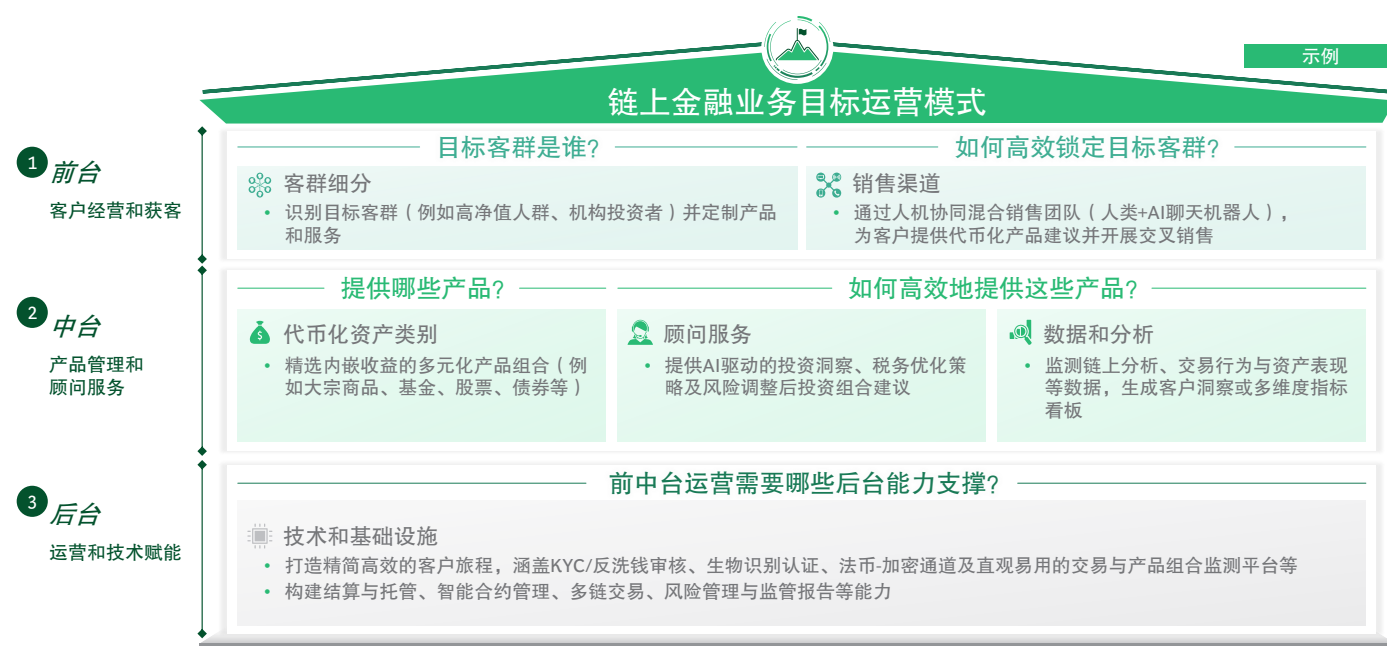 示例
链上金融业务目标运营模式
1
前台
客户经营和获客
目标客群是谁?
客群细分
• 识别目标客群（例如高净值人群、机构投资者）并定制产品
和服务
如何高效锁定目标客群?
销售渠道
• 通过人机协同混合销售团队（人类+AI聊天机器人），
为客户提供代币化产品建议并开展交叉销售
2
中台
产品管理和
顾问服务
提供哪些产品?
代币化资产类别
• 精选内嵌收益的多元化产品组合（例
如大宗商品、基金、股票、债券等）
如何高效地提供这些产品?
顾问服务
• 提供AI驱动的投资洞察、税务优化策
略及风险调整后投资组合建议
数据和分析
• 监测链上分析、交易行为与资产表现
等数据，生成客户洞察或多维度指标
看板
3
后台
运营和技术赋能
前中台运营需要哪些后台能力支撑?
技术和基础设施
• 打造精简高效的客户旅程，涵盖KYC/反洗钱审核、生物识别认证、法币-加密通道及直观易用的交易与产品组合监测平台等
• 构建结算与托管、智能合约管理、多链交易、风险管理与监管报告等能力